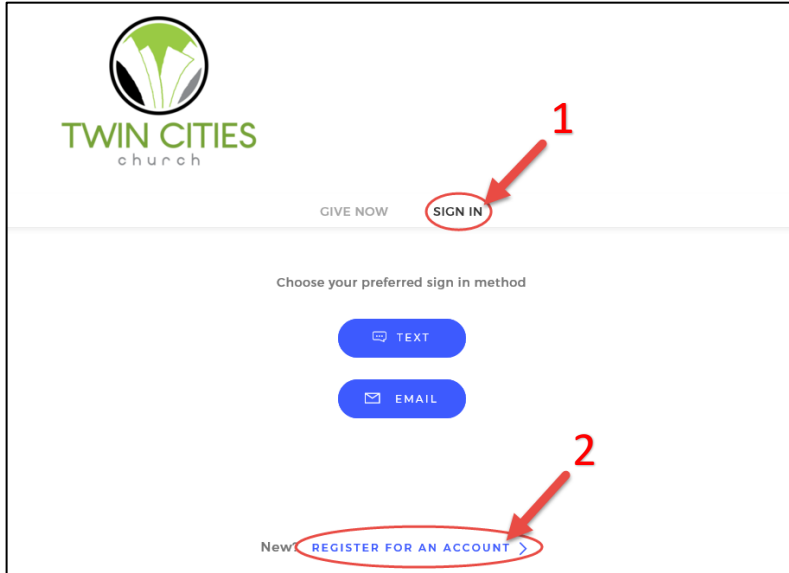 TWIN CITIES
church
1
GIVE NOW SIGN IN
Choose your preferred sign in method
TEXT
EMAIL
2
New? REGISTER FOR AN ACCOUNT >